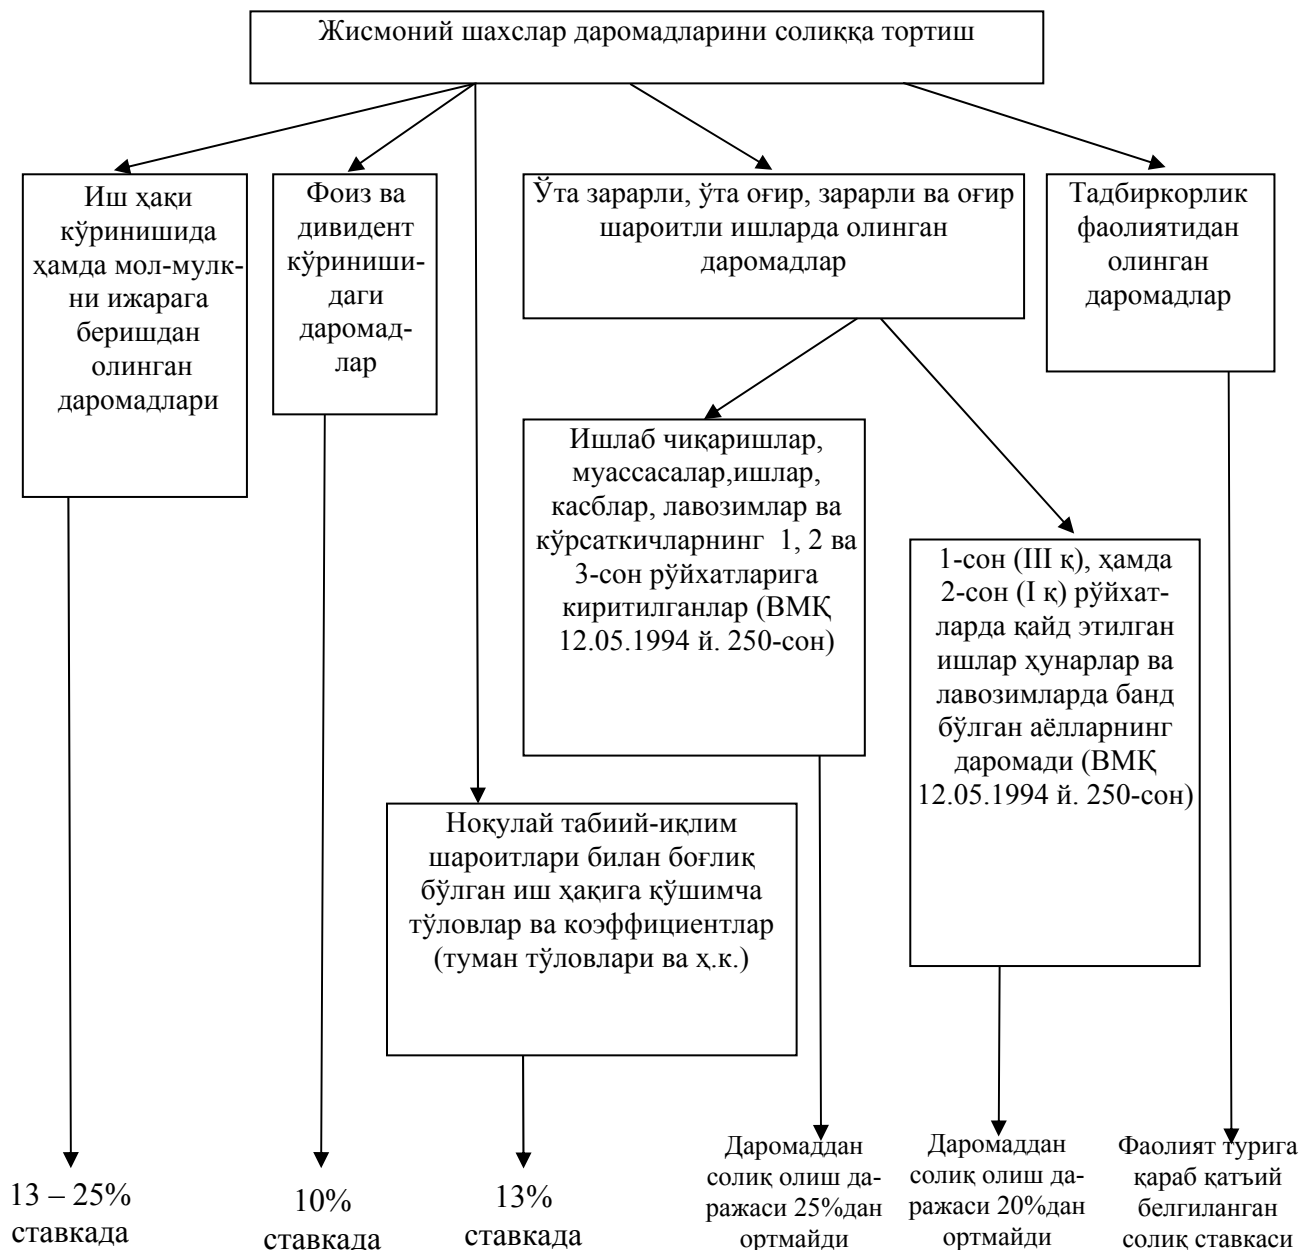 Жисмоний шахслар даромадларини солиққа тортиш
Иш ҳақи
кўринишида
ҳамда мол-мулк-
ни ижарага
беришдан
олинган
даромадлари
Фоиз ва
дивидент
кўриниши-
даги
даромад-
лар
Ўта зарарли, ўта оғир, зарарли ва оғир
шароитли ишларда олинган
даромадлар
Тадбиркорлик
фаолиятидан
олинган
даромадлар
Ишлаб чиқаришлар,
муассасалар,ишлар,
касблар, лавозимлар ва
кўрсаткичларнинг 1, 2 ва
3-сон рўйхатларига
киритилганлар (ВМҚ
12.05.1994 й. 250-сон)
1-сон (III қ), ҳамда
2-сон (I қ) рўйхат-
ларда қайд этилган
ишлар ҳунарлар ва
лавозимларда банд
бўлган аёлларнинг
даромади (ВМҚ
12.05.1994 й. 250-сон)
Ноқулай табиий-иқлим
шароитлари билан боғлиқ
бўлган иш ҳақига қўшимча
тўловлар ва коэффициентлар
(туман тўловлари ва ҳ.к.)
13 – 25%
ставкада
10%
ставкада
13%
ставкада
Даромаддан
солиқ олиш да-
ражаси 25%дан
ортмайди
Даромаддан
солиқ олиш да-
ражаси 20%дан
ортмайди
Фаолият турига
қараб қатъий
белгиланган
солиқ ставкаси